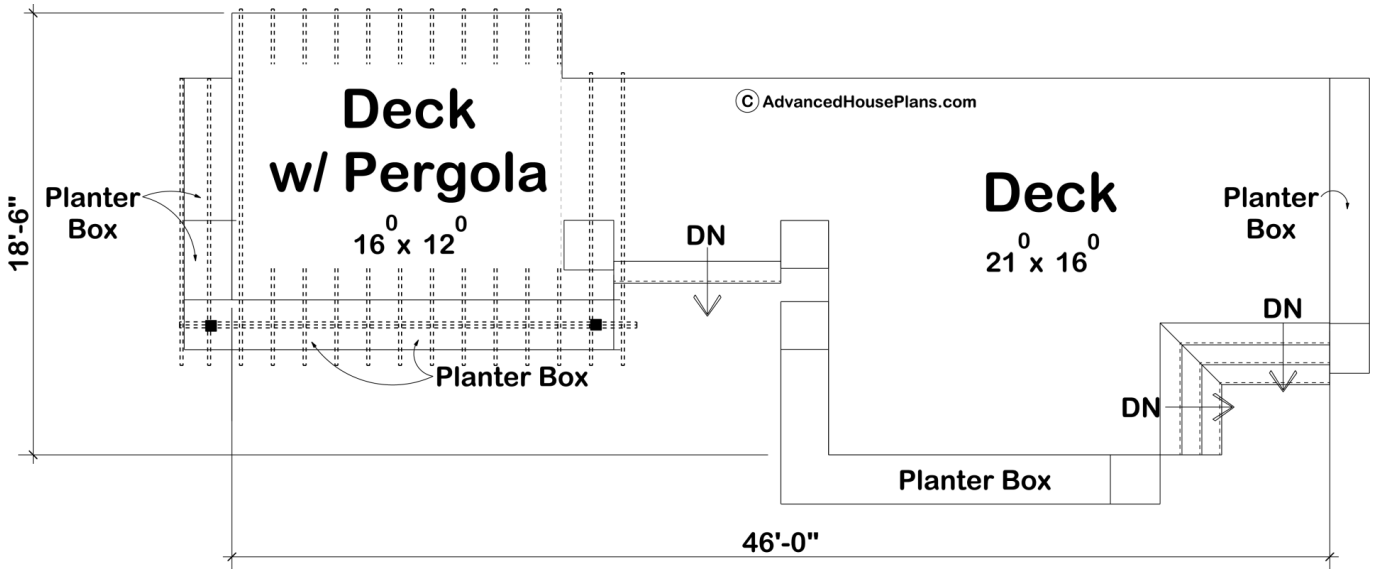 Deck
w/ Pergola
16⁰ x 12⁰
Planter
Box
18'-6"
C AdvancedHousePlans.com
DN
Deck
21⁰ x 16⁰
Planter
Box
DN
Planter Box
DN
Planter Box
46'-0"